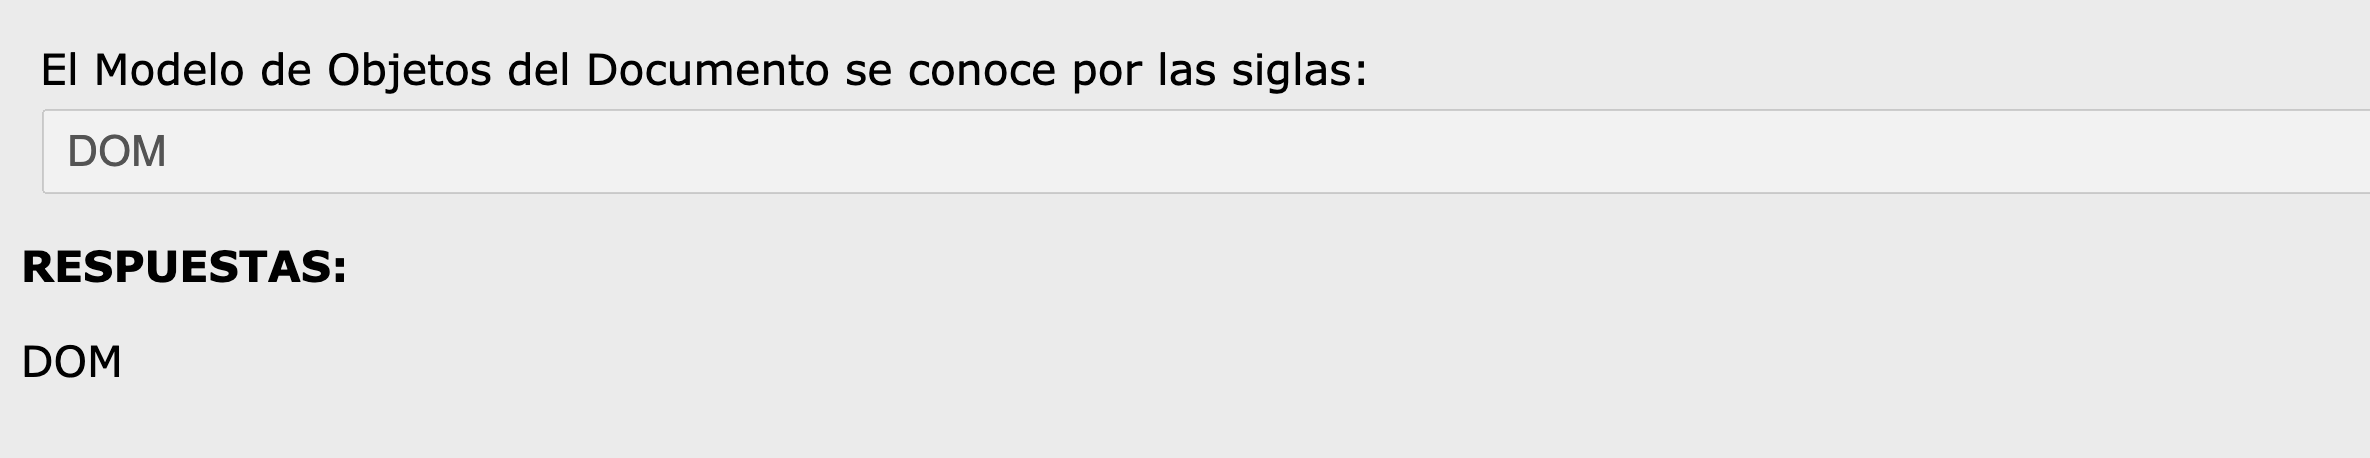 El Modelo de Objetos del Documento se conoce por las siglas:
DOM
RESPUESTAS:
DOM